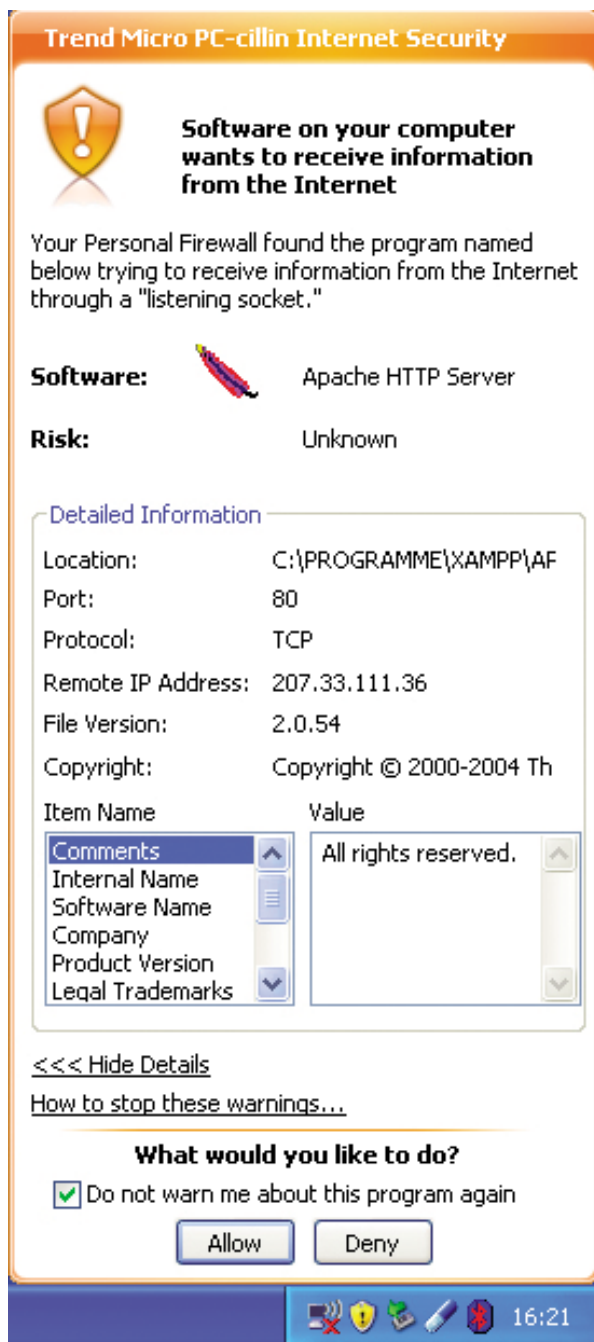 Trend Micro PC-cillin Internet Security
Software on your computer
wants to receive information
from the Internet
Your Personal Firewall found the program named
below trying to receive information from the Internet
through a "listening socket."
Software: Apache HTTP Server
Risk: Unknown
Detailed Information
Location: C:\PROGRAMME\XAMPP\AF
Port: 80
Protocol: TCP
Remote IP Address: 207.33.111.36
File Version: 2.0.54
Copyright: Copyright © 2000-2004 Th
Item Name Value
Comments All rights reserved.
Internal Name
Software Name
Company
Product Version
Legal Trademarks
<<< Hide Details
How to stop these warnings...
What would you like to do?
Do not warn me about this program again
Allow Deny
16:21